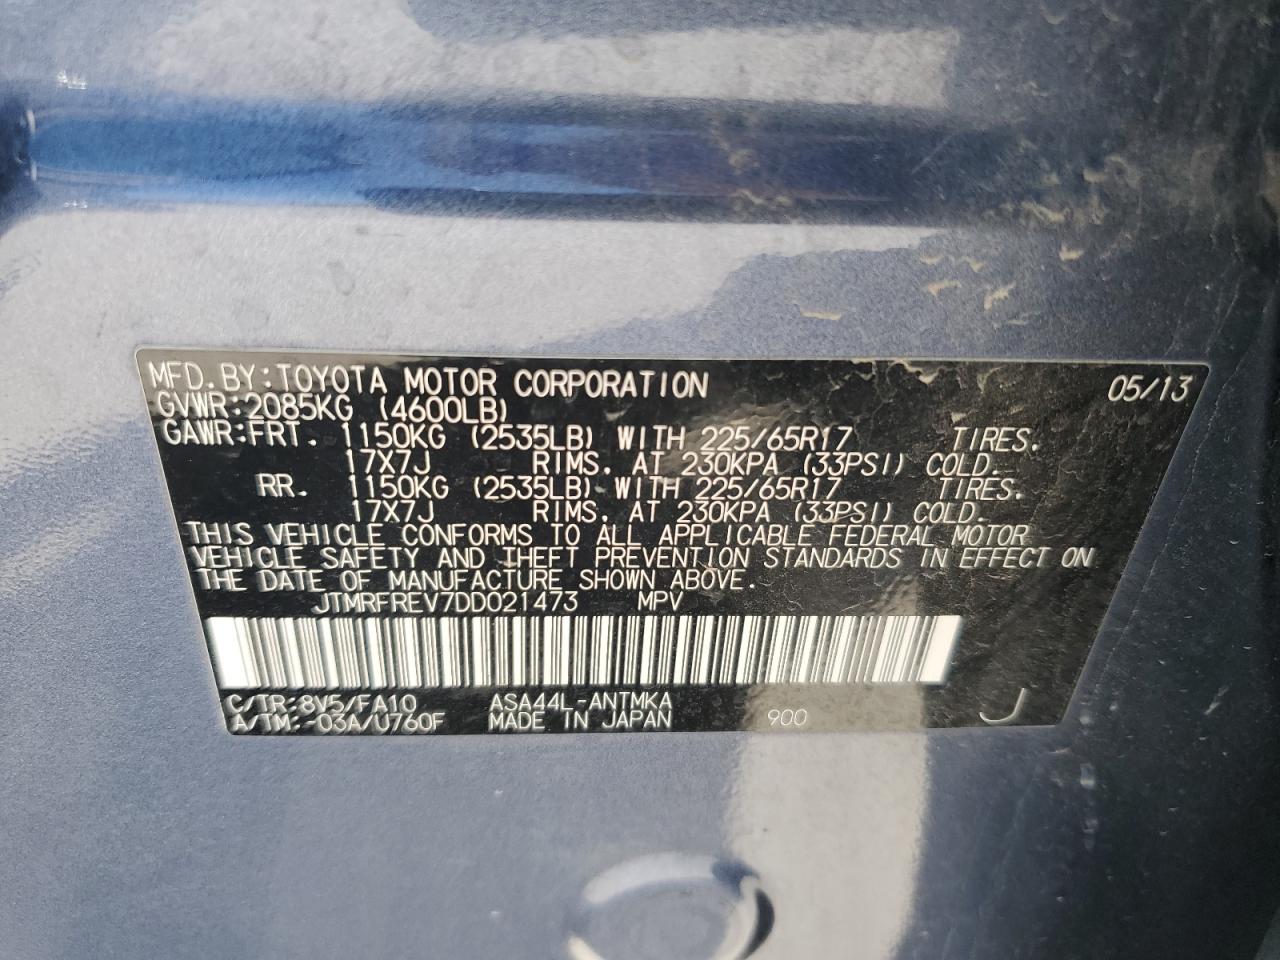 MFD.BY:TOYOTA MOTOR CORPORATION 05/13
GVWR:2085KG (4600LB)
GAWR:FRT. 1150KG (2535LB) WITH 225/65R17 TIRES.
17X7J RIMS, AT 230KPA (33PSI) COLD.
RR. 1150KG (2535LB) WITH 225/65R17 TIRES.
17X7J RIMS, AT 230KPA (33PSI) COLD.
THIS VEHICLE CONFORMS TO ALL APPLICABLE FEDERAL MOTOR
VEHICLE SAFETY AND THEFT PREVENTION STANDARDS IN EFFECT ON
THE DATE OF MANUFACTURE SHOWN ABOVE.
JTMRFREV7DD021473 MPV
C/TR:8V5/FA10 ASA44L-ANTMKA
A/TM:-03A/U760F MADE IN JAPAN 900 J